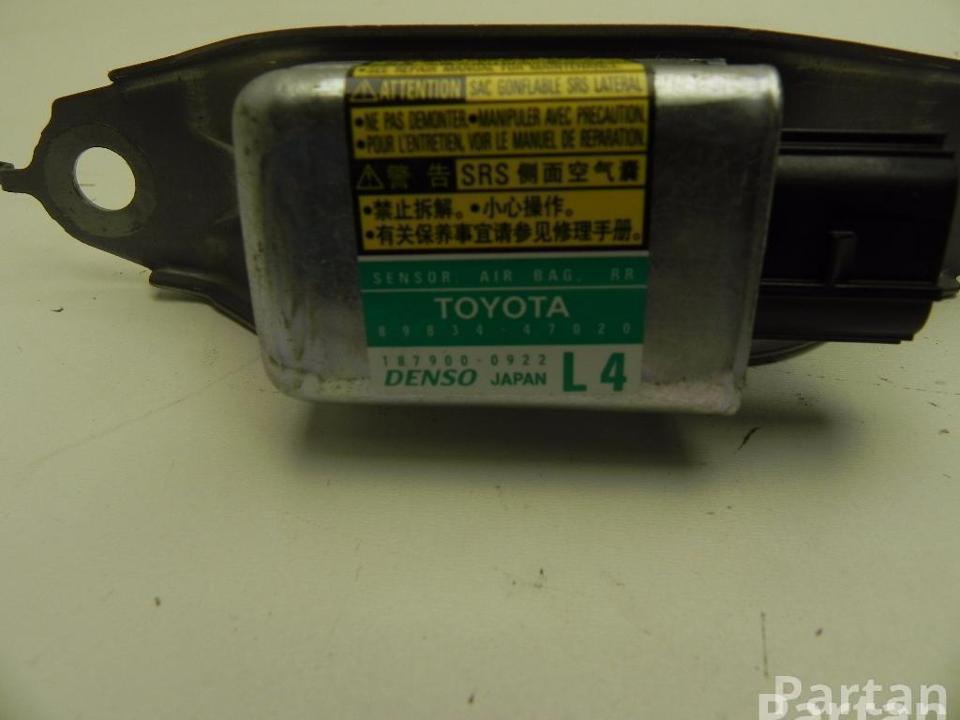 ATTENTION SAC GONFLABLE SRS LATERAL
•NE PAS DEMONTER.•MANIPULER AVEC PRECAUTION.
•POUR L'ENTRETIEN, VOIR LE MANUEL DE REPARATION.
警告 SRS 侧面空气囊
•禁止拆解。•小心操作。
•有关保养事宜请参见修理手册。
SENSOR, AIR BAG, RR
TOYOTA
89834-47020
187900-0922
DENSO JAPAN L4
Partan
Partan